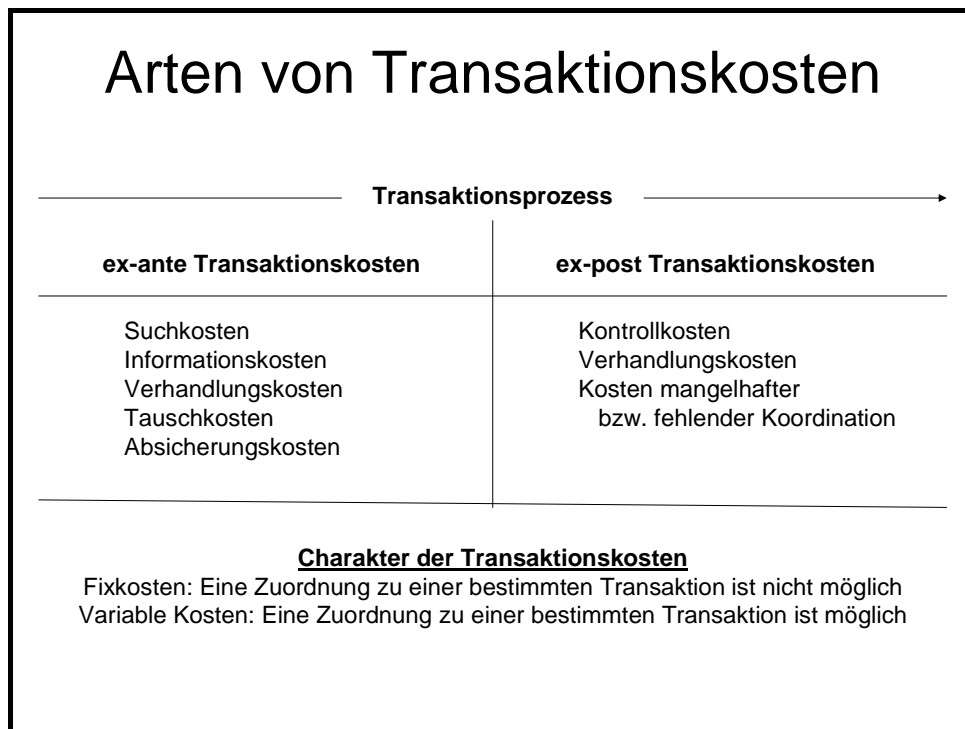 Arten von Transaktionskosten
Transaktionsprozess
ex-ante Transaktionskosten
Suchkosten
Informationskosten
Verhandlungskosten
Tauschkosten
Absicherungskosten
ex-post Transaktionskosten
Kontrollkosten
Verhandlungskosten
Kosten mangelhafter
bzw. fehlender Koordination
Charakter der Transaktionskosten
Fixkosten: Eine Zuordnung zu einer bestimmten Transaktion ist nicht möglich
Variable Kosten: Eine Zuordnung zu einer bestimmten Transaktion ist möglich